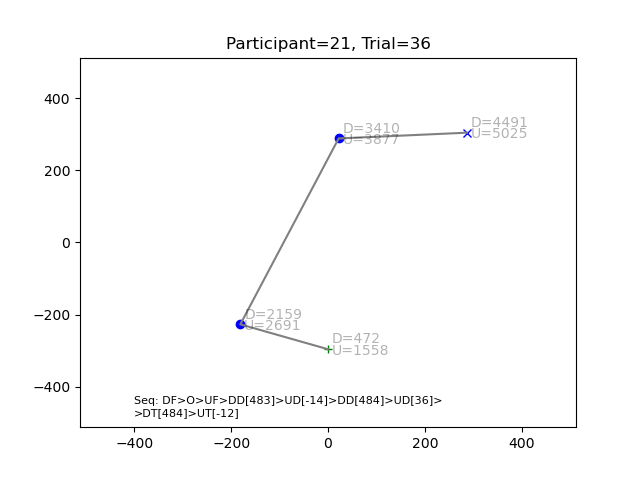 Participant=21, Trial=36
400
200
0
−200
−400
D=3410
U=3877
D=4491
U=5025
D=2159
U=2691
D=472
U=1558
Seq: DF>O>UF>DD[483]>UD[-14]>DD[484]>UD[36]>
>DT[484]>UT[-12]
−400
−200
0
200
400